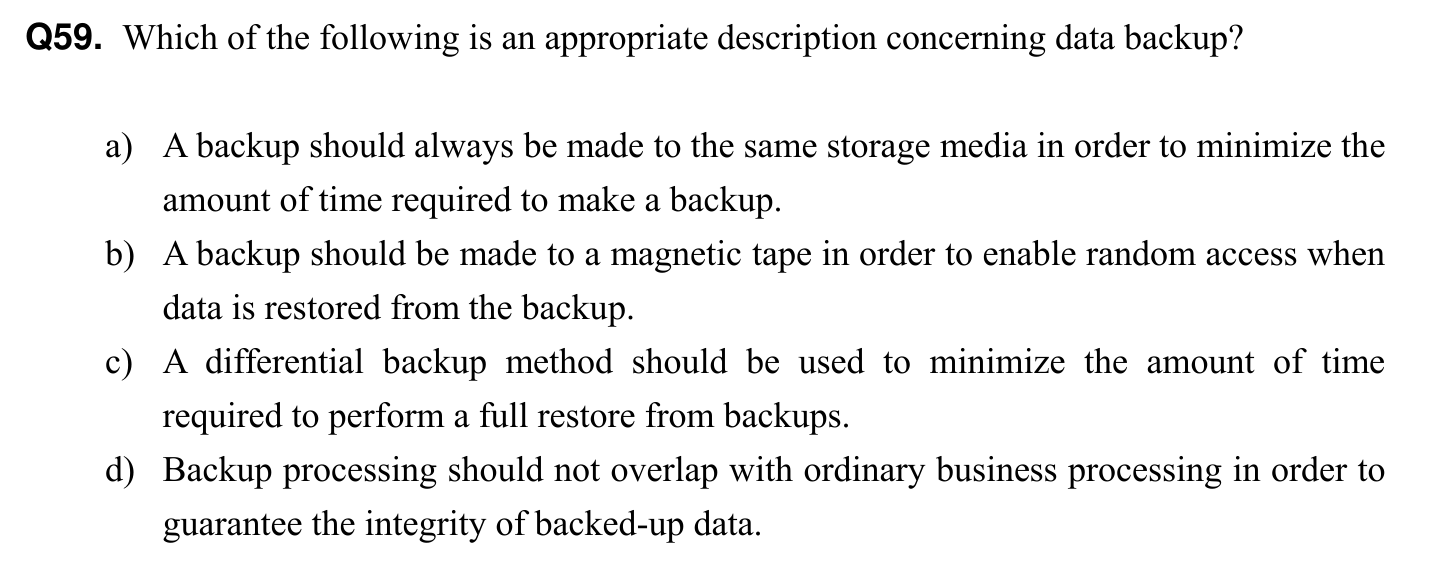 Q59. Which of the following is an appropriate description concerning data backup?
a) A backup should always be made to the same storage media in order to minimize the
amount of time required to make a backup.
b) A backup should be made to a magnetic tape in order to enable random access when
data is restored from the backup.
c) A differential backup method should be used to minimize the amount of time
required to perform a full restore from backups.
d) Backup processing should not overlap with ordinary business processing in order to
guarantee the integrity of backed-up data.